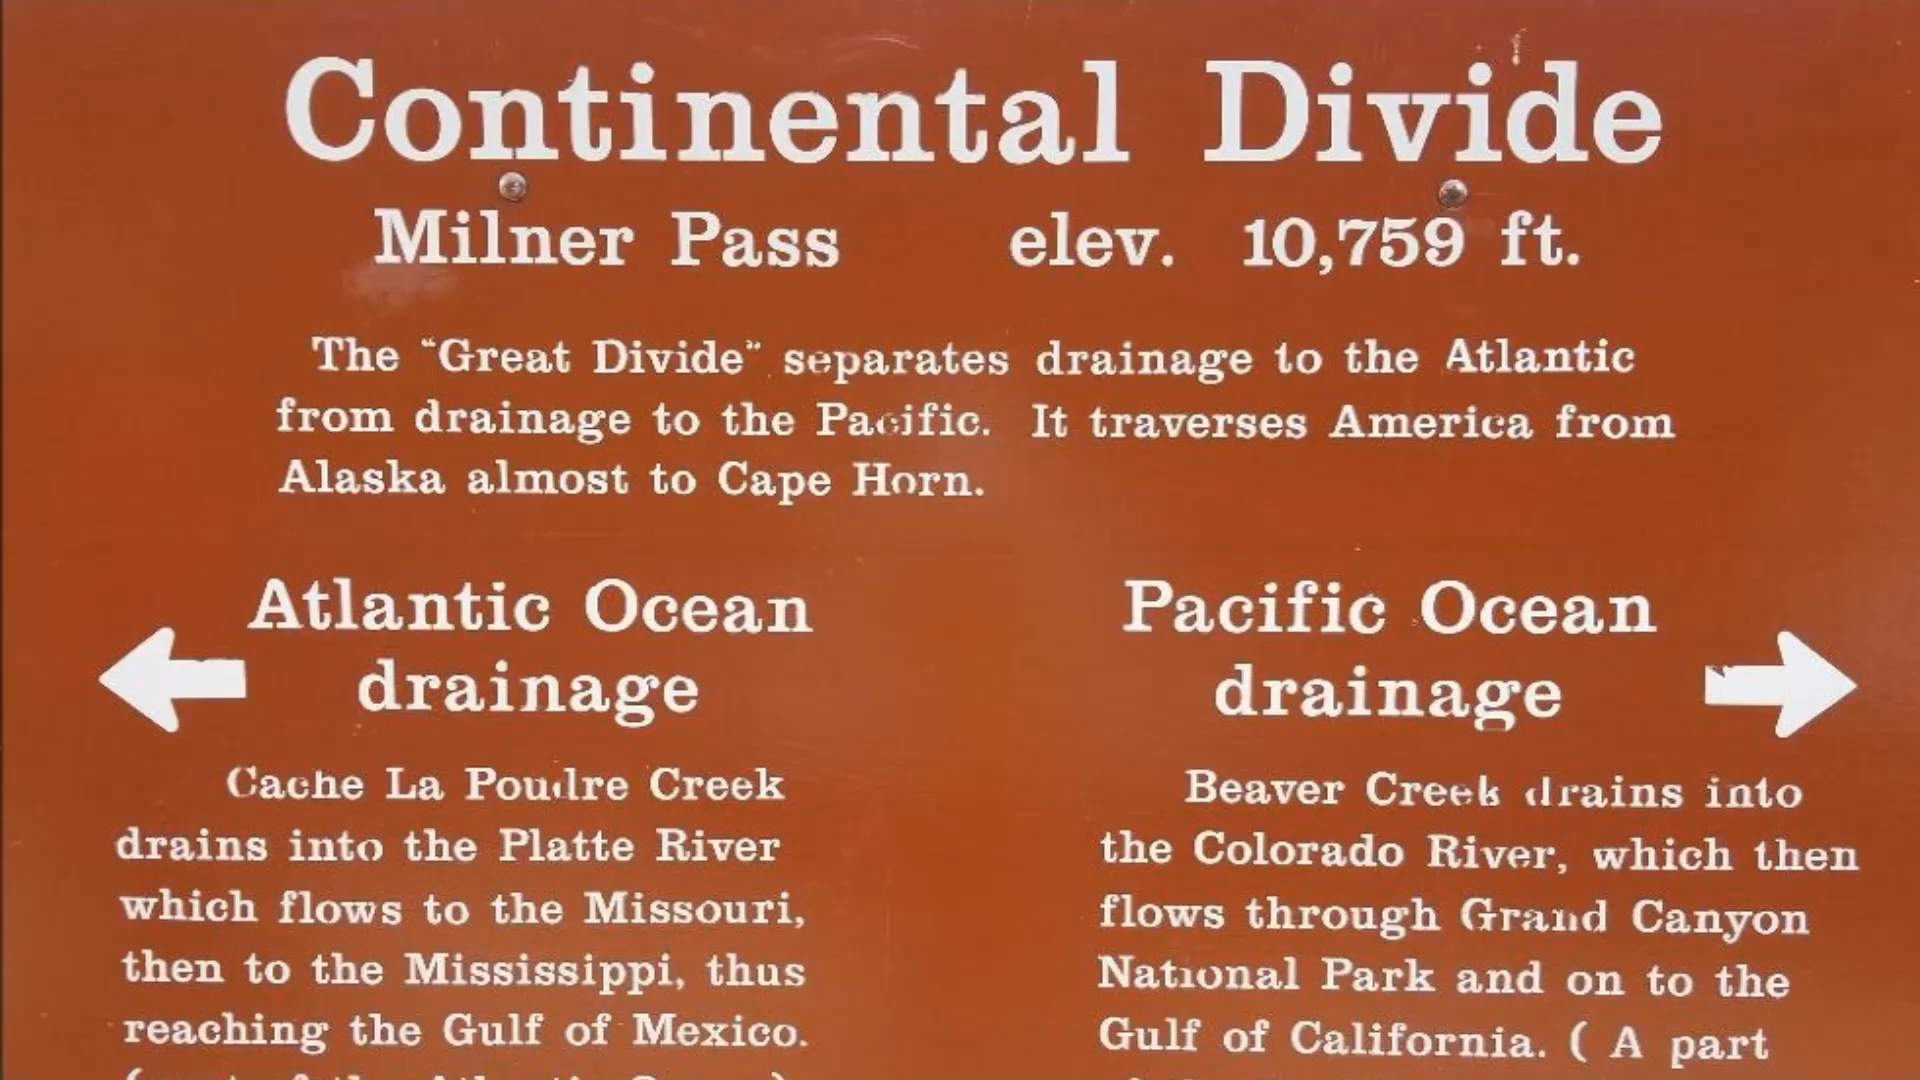 Continental Divide
Milner Pass elev. 10,759 ft.
The "Great Divide" separates drainage to the Atlantic
from drainage to the Pacific. It traverses America from
Alaska almost to Cape Horn.
Atlantic Ocean
drainage
Cache La Poudre Creek
drains into the Platte River
which flows to the Missouri,
then to the Mississippi, thus
reaching the Gulf of Mexico.
Pacific Ocean
drainage
Beaver Creek drains into
the Colorado River, which then
flows through Grand Canyon
National Park and on to the
Gulf of California. ( A part